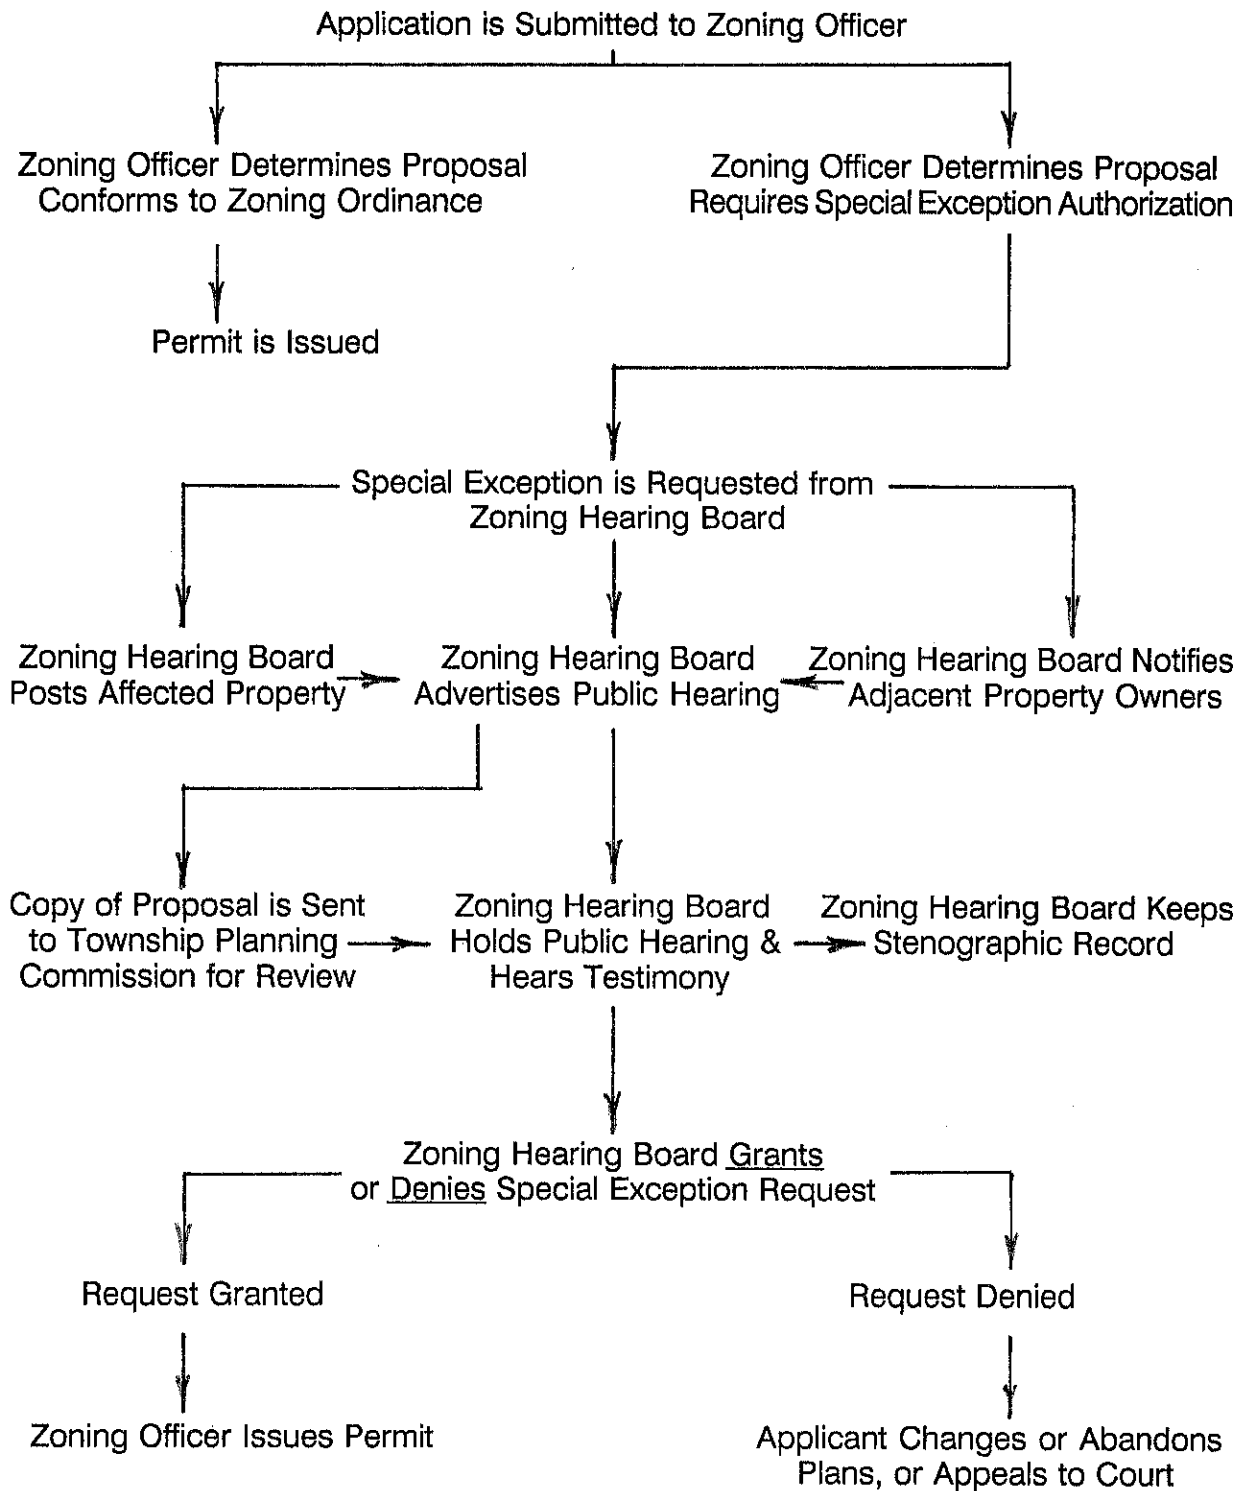 Application is Submitted to Zoning Officer
Zoning Officer Determines Proposal
Conforms to Zoning Ordinance
Zoning Officer Determines Proposal
Requires Special Exception Authorization
Permit is Issued
Special Exception is Requested from
Zoning Hearing Board
Zoning Hearing Board
Posts Affected Property
Zoning Hearing Board
Advertises Public Hearing
Zoning Hearing Board Notifies
Adjacent Property Owners
Copy of Proposal is Sent
to Township Planning
Commission for Review
Zoning Hearing Board
Holds Public Hearing &
Hears Testimony
Zoning Hearing Board Keeps
Stenographic Record
Zoning Hearing Board Grants
or Denies Special Exception Request
Request Granted
Request Denied
Zoning Officer Issues Permit
Applicant Changes or Abandons
Plans, or Appeals to Court